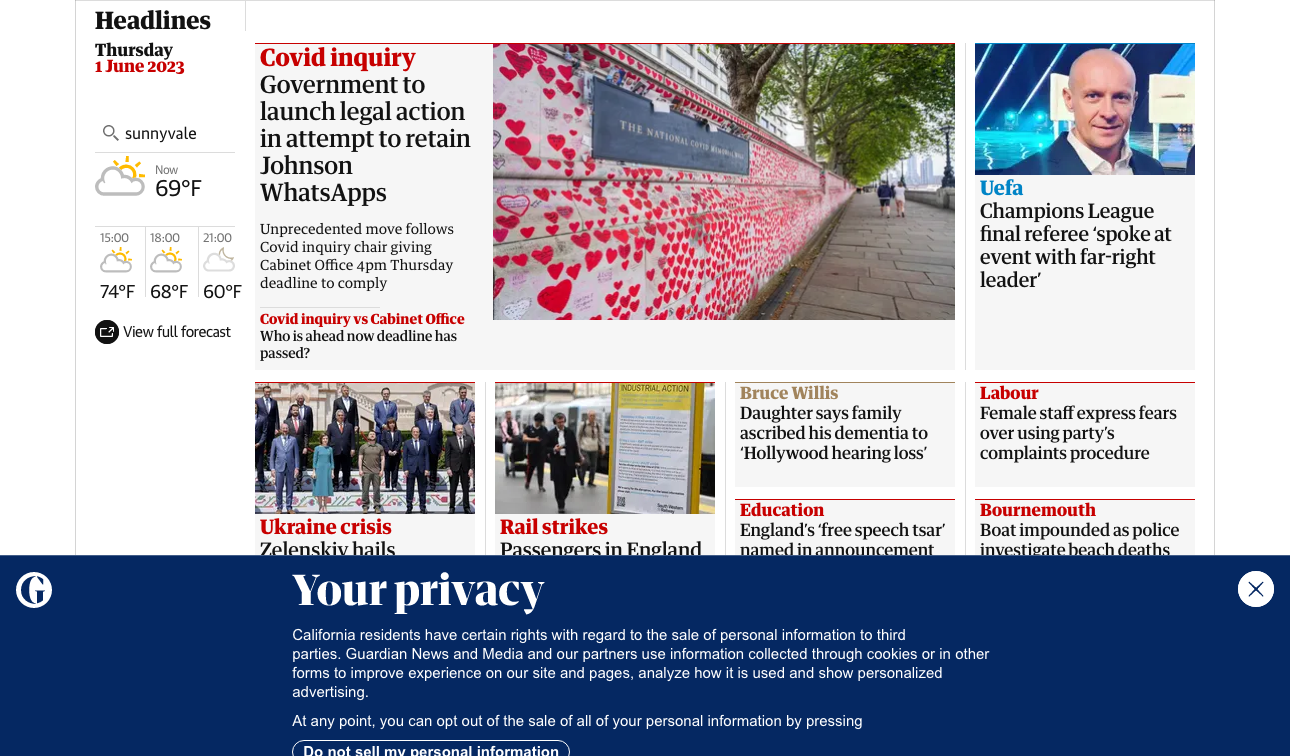 Headlines
Thursday
1 June 2023
sunnyvale
Now
69°F
15:00
18:00
21:00
74°F
68°F
60°F
View full forecast
Covid inquiry
Government to
launch legal action
in attempt to retain
Johnson
WhatsApps
Unprecedented move follows
Covid inquiry chair giving
Cabinet Office 4pm Thursday
deadline to comply
Covid inquiry vs Cabinet Office
Who is ahead now deadline has
passed?
THE NATIONAL COVID MEMORIAL WALL
Uefa
Champions League
final referee ‘spoke at
event with far-right
leader’
Ukraine crisis
Zelenskiy hails
INDUSTRIAL ACTION
South Western
Railway
Rail strikes
Passengers in England
Bruce Willis
Daughter says family
ascribed his dementia to
‘Hollywood hearing loss’
Labour
Female staff express fears
over using party’s
complaints procedure
Education
England’s ‘free speech tsar’
named in announcement
Bournemouth
Boat impounded as police
investigate beach deaths
G
Your privacy
California residents have certain rights with regard to the sale of personal information to third
parties. Guardian News and Media and our partners use information collected through cookies or in other
forms to improve experience on our site and pages, analyze how it is used and show personalized
advertising.
At any point, you can opt out of the sale of all of your personal information by pressing
Do not sell my personal information